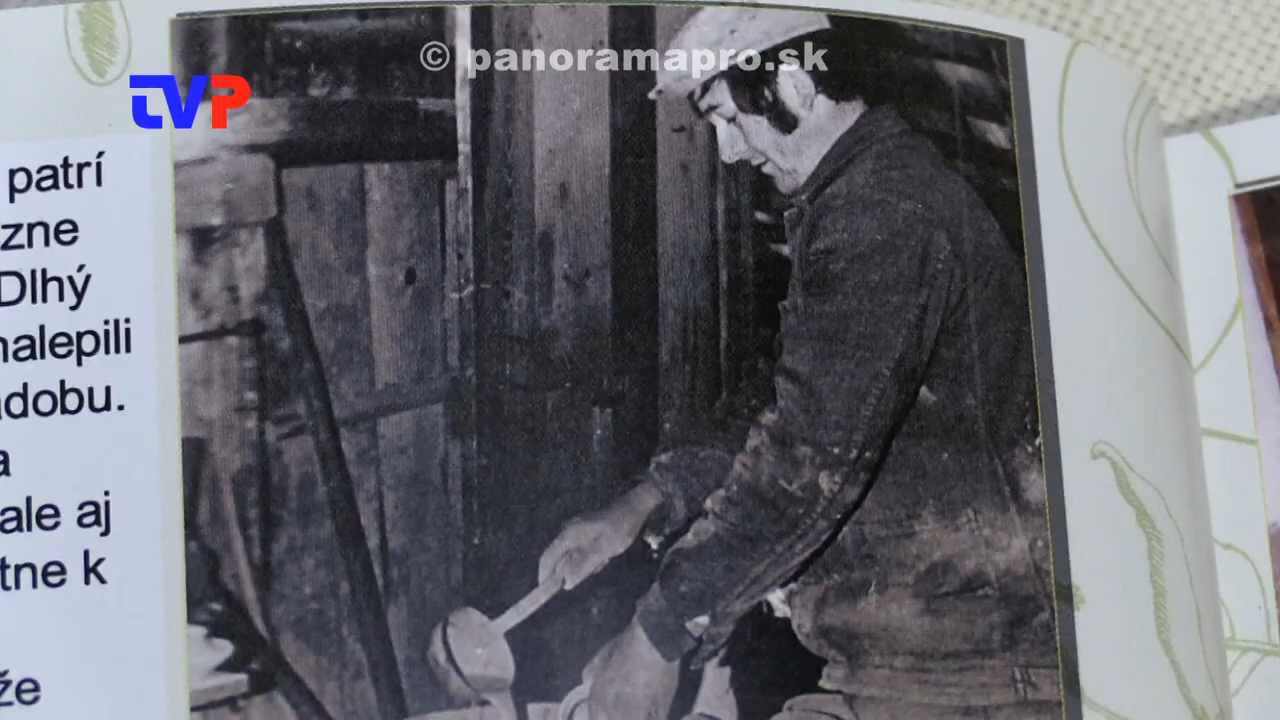 © panoramapro.sk
TVP
patrí
zne
Dlhý
nalepili
adobu.
a
ale aj
tne k
že